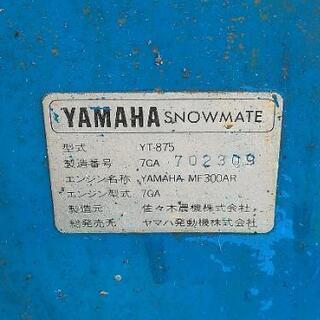 YAMAHA SNOWMATE
型式 YT-875
製造番号 7GA 702309
エンジン名称 YAMAHA MF300AR
エンジン型式 7GA
製造元 佐々木農機株式会社
総発売元 ヤマハ発動機株式会社